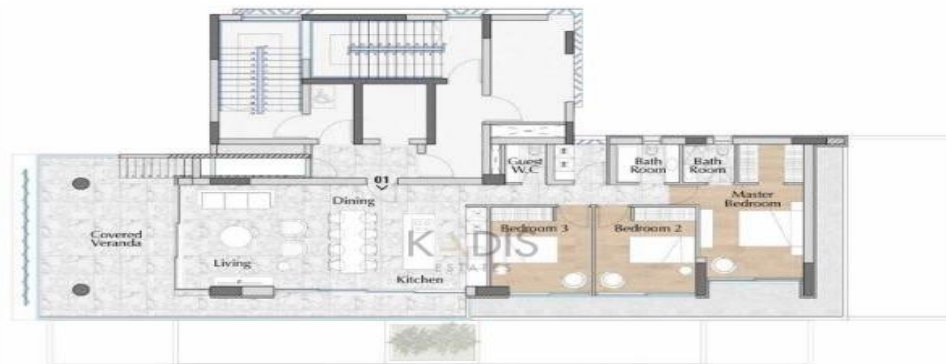 01
Dining
Guest
W.C
Bath
Room
Bath
Room
Master
Bedroom
Covered
Veranda
Living
Kitchen
Bedroom 3
Bedroom 2
KADIS
ESTATES